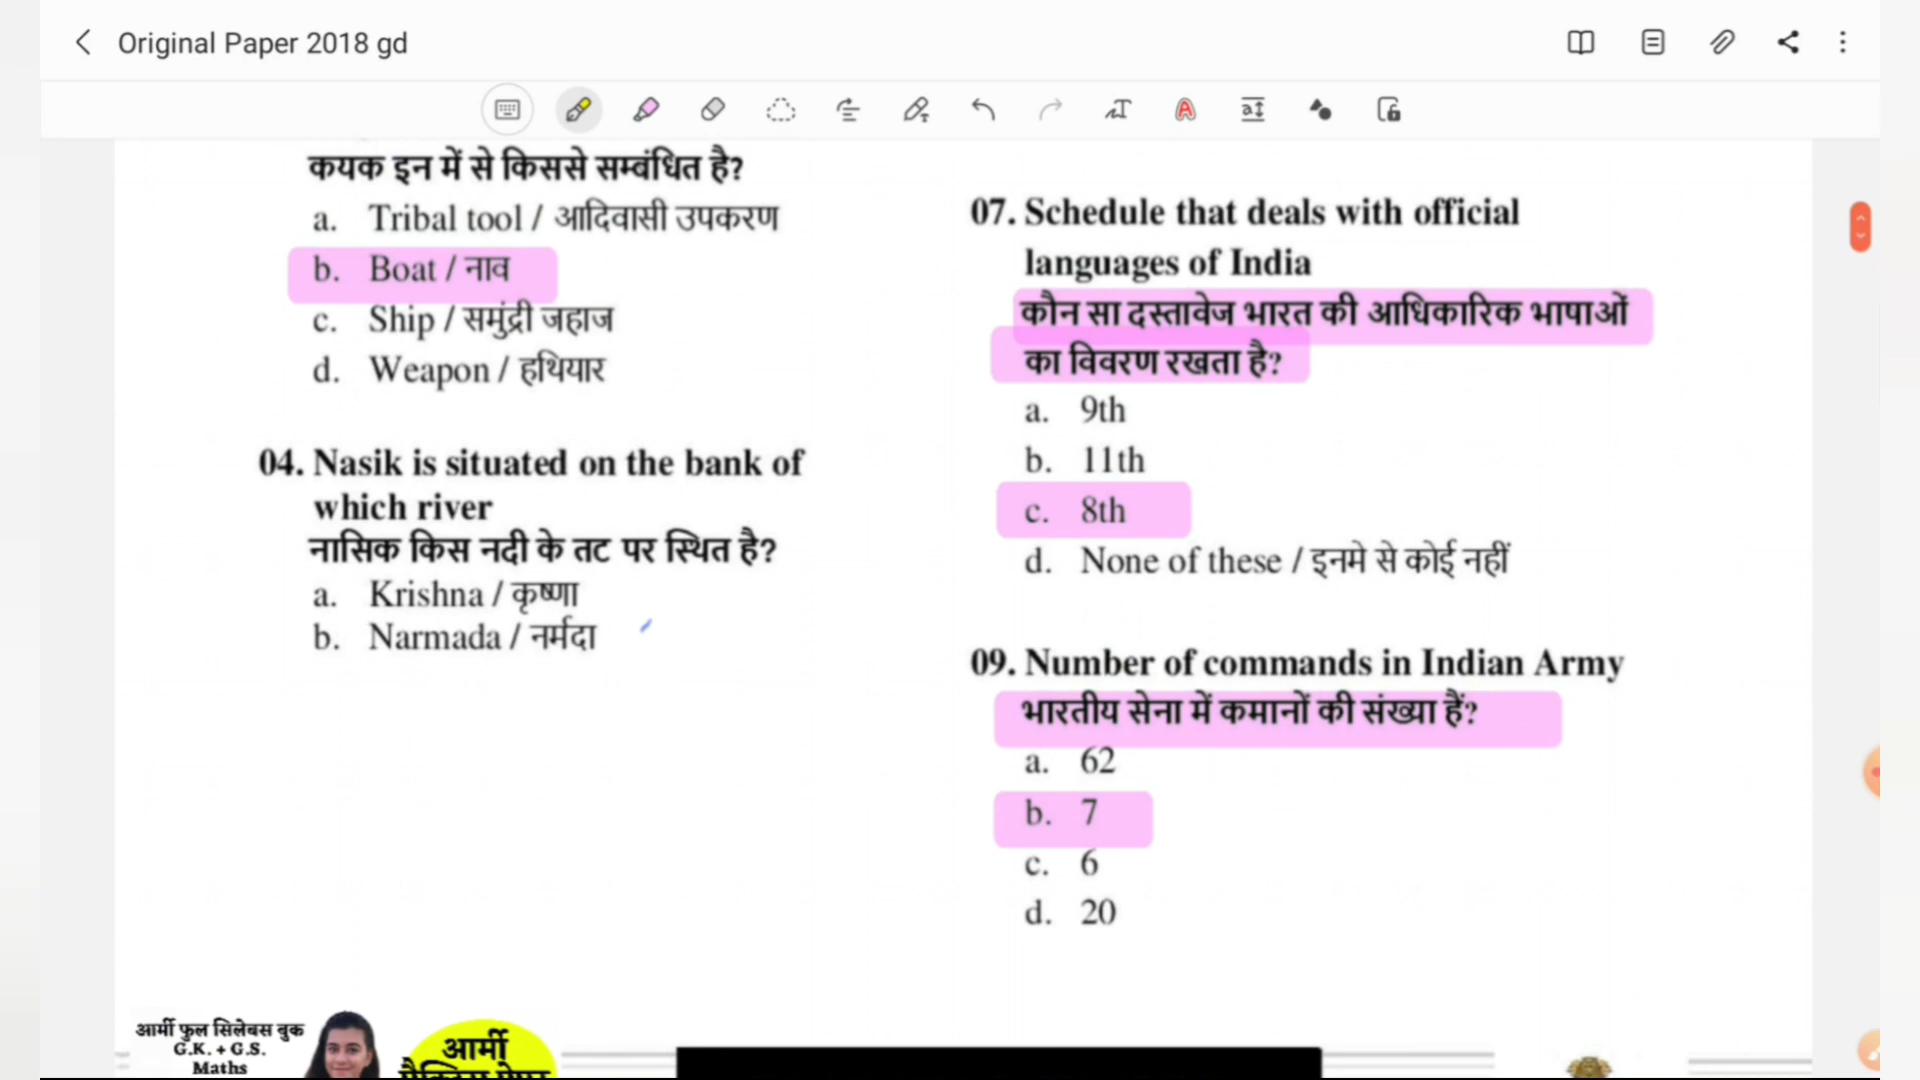 Original Paper 2018 gd
कयक इन में से किससे सम्बंधित है?
a. Tribal tool / आदिवासी उपकरण
b. Boat / नाव
c. Ship / समुंद्री जहाज
d. Weapon / हथियार
04. Nasik is situated on the bank of
which river
नासिक किस नदी के तट पर स्थित है?
a. Krishna / कृष्णा
b. Narmada / नर्मदा
07. Schedule that deals with official
languages of India
कौन सा दस्तावेज भारत की आधिकारिक भाषाओं
का विवरण रखता है?
a. 9th
b. 11th
c. 8th
d. None of these / इनमे से कोई नहीं
09. Number of commands in Indian Army
भारतीय सेना में कमानों की संख्या हैं?
a. 62
b. 7
c. 6
d. 20
आर्मी फुल सिलेबस बुक
G.K. + G.S.
Maths
आर्मी